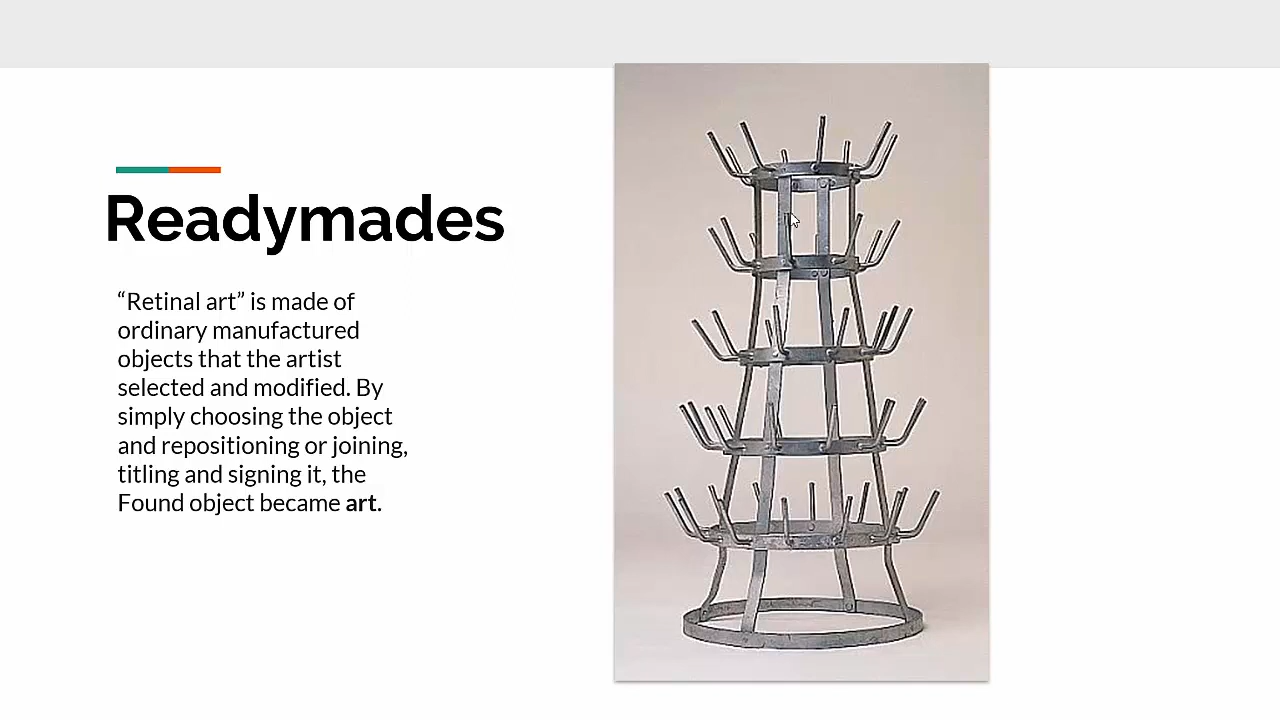 Readymades
“Retinal art” is made of
ordinary manufactured
objects that the artist
selected and modified. By
simply choosing the object
and repositioning or joining,
titling and signing it, the
Found object became art.